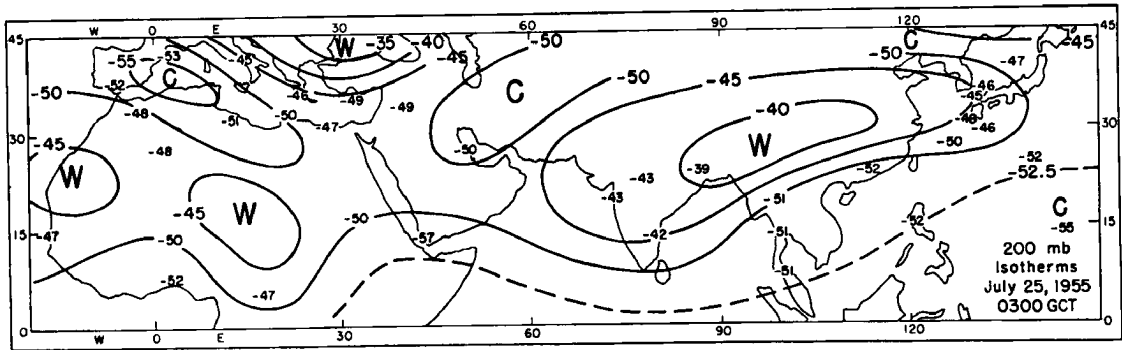 W 0 E 30 60 90 120
45 -55 -53 -45 W -35 -40 -45 -50 -50 C -45 45
C -52 -46 -49 -49 C -45 -50 -47
-50 -48 -51 -50 -47 -40 -46 -45
30 -48 -50 W -48 -46 -50 30
-45 -43 -39 -52 -52
W -43 -52.5
-45 W -50 -51 -52 C
15 -47 -50 -57 -42 -51 -55 15
-52 -47 -51
200 mb
Isotherms
July 25, 1955
0300 GCT
0 0
W 0 E 30 60 90 120